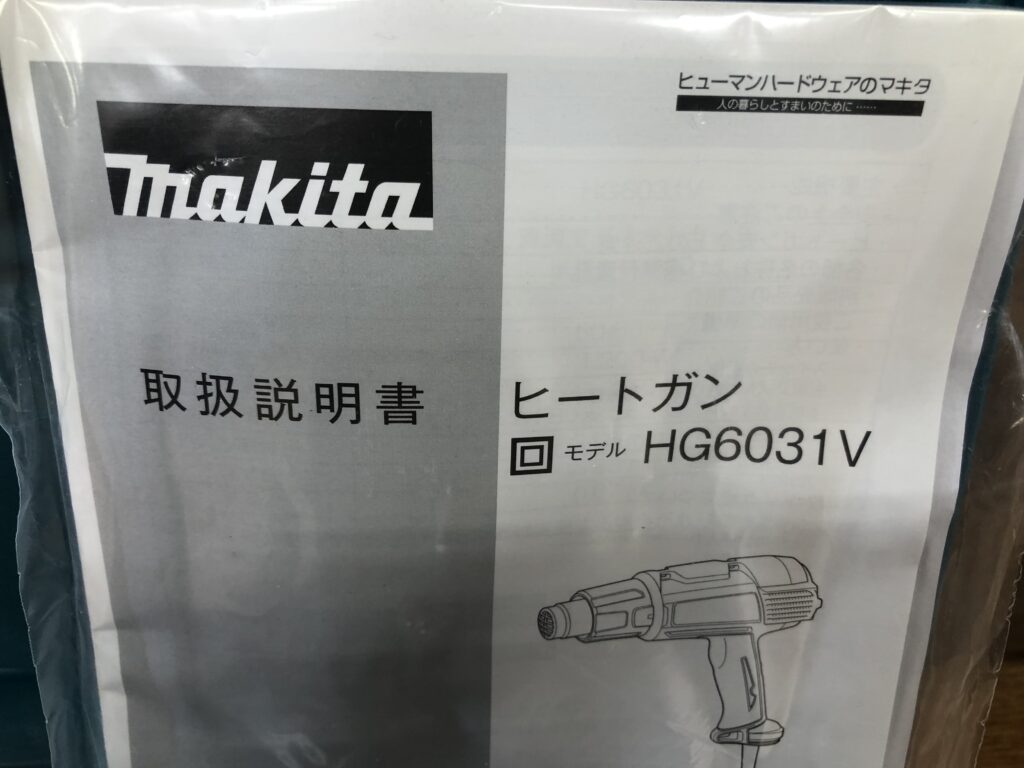 ヒューマンハードウェアのマキタ
人の暮らしとすまいのために……
makita
取扱説明書
ヒートガン
モデル HG6031V